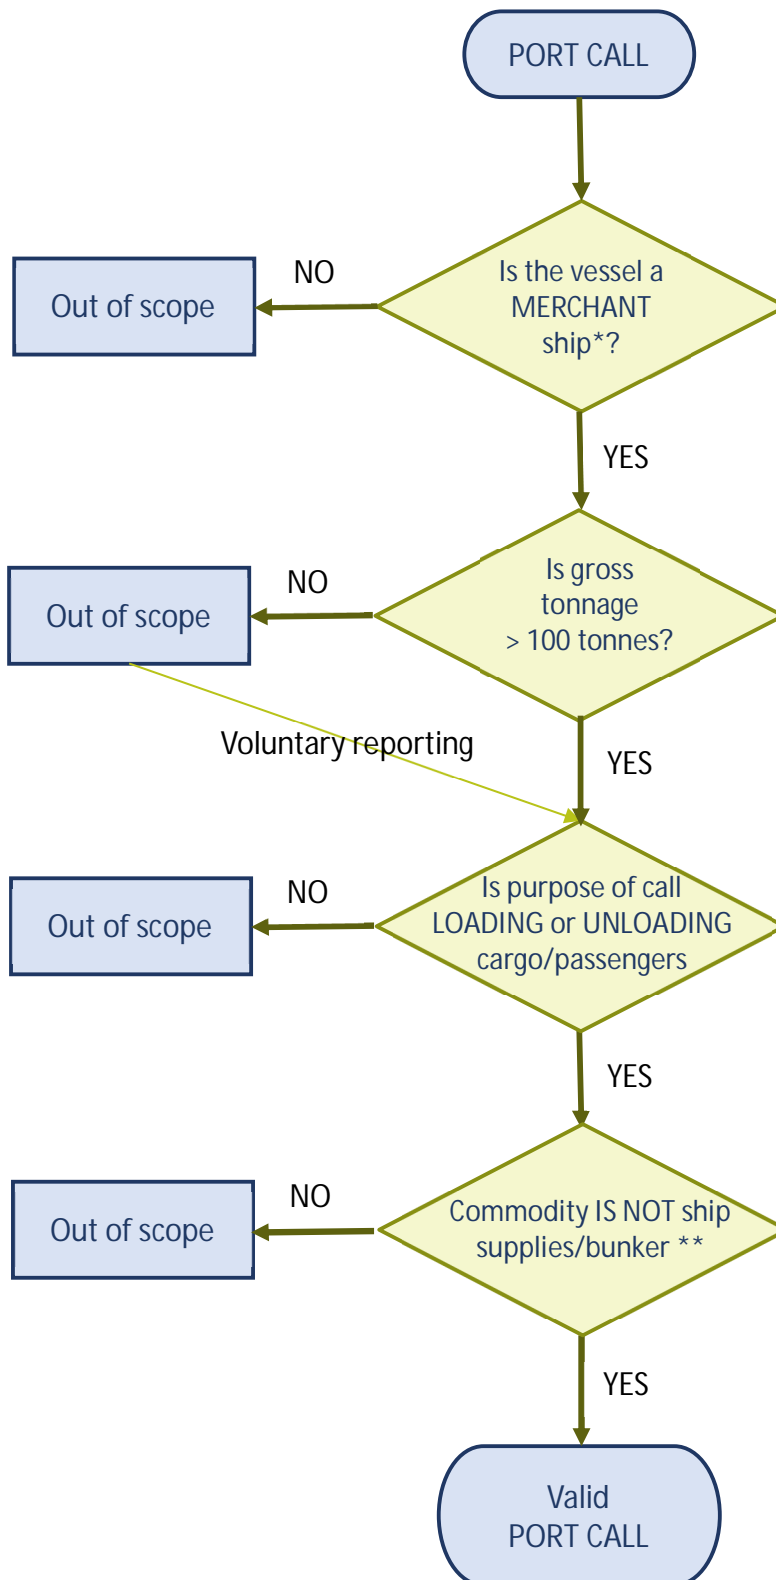 PORT CALL
Is the vessel a
MERCHANT
ship*?
NO
Out of scope
YES
Is gross
tonnage
> 100 tonnes?
NO
Out of scope
Voluntary reporting
YES
Is purpose of call
LOADING or UNLOADING
cargo/passengers
NO
Out of scope
YES
Commodity IS NOT ship
supplies/bunker **
NO
Out of scope
YES
Valid
PORT CALL